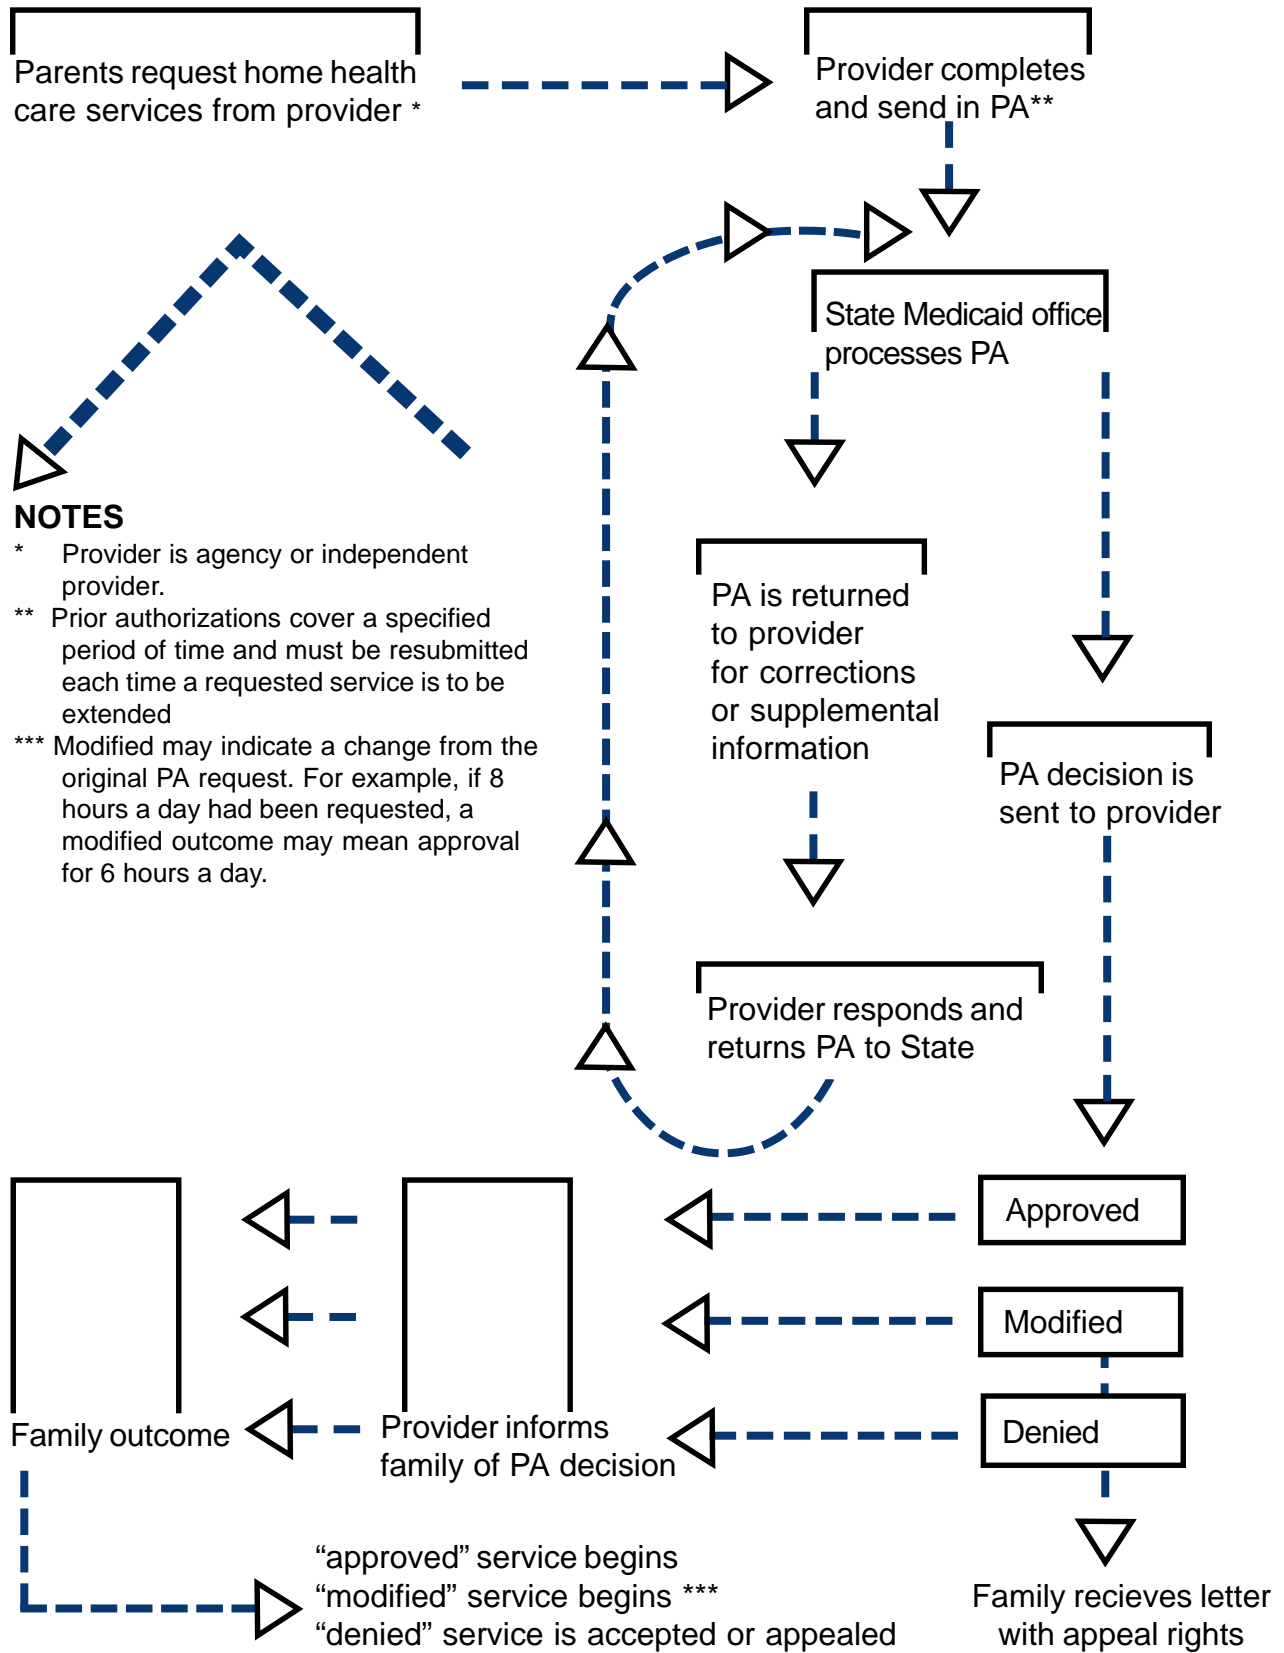 Parents request home health
care services from provider *
Provider completes
and send in PA**
State Medicaid office
processes PA
NOTES
* Provider is agency or independent
provider.
** Prior authorizations cover a specified
period of time and must be resubmitted
each time a requested service is to be
extended
*** Modified may indicate a change from the
original PA request. For example, if 8
hours a day had been requested, a
modified outcome may mean approval
for 6 hours a day.
PA is returned
to provider
for corrections
or supplemental
information
PA decision is
sent to provider
Provider responds and
returns PA to State
Approved
Modified
Denied
Provider informs
family of PA decision
Family outcome
“approved” service begins
“modified” service begins ***
“denied” service is accepted or appealed
Family recieves letter
with appeal rights